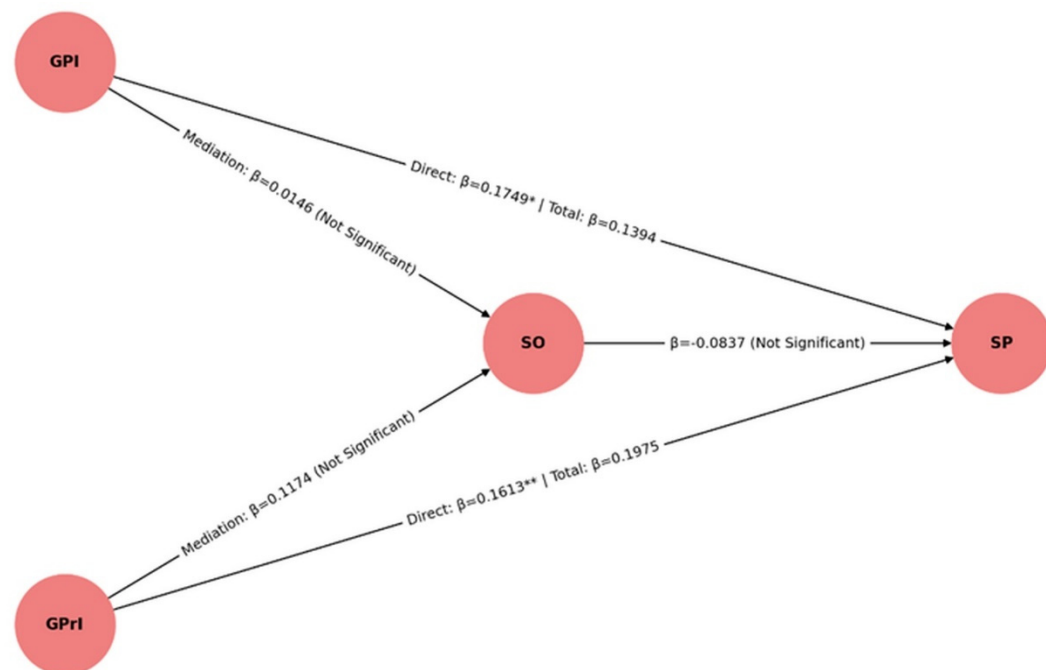 GPI
Mediation: β=0.0146 (Not Significant)
Direct: β=0.1749* | Total: β=0.1394
SO
β=-0.0837 (Not Significant)
SP
Mediation: β=0.1174 (Not Significant)
Direct: β=0.1613** | Total: β=0.1975
GPrI